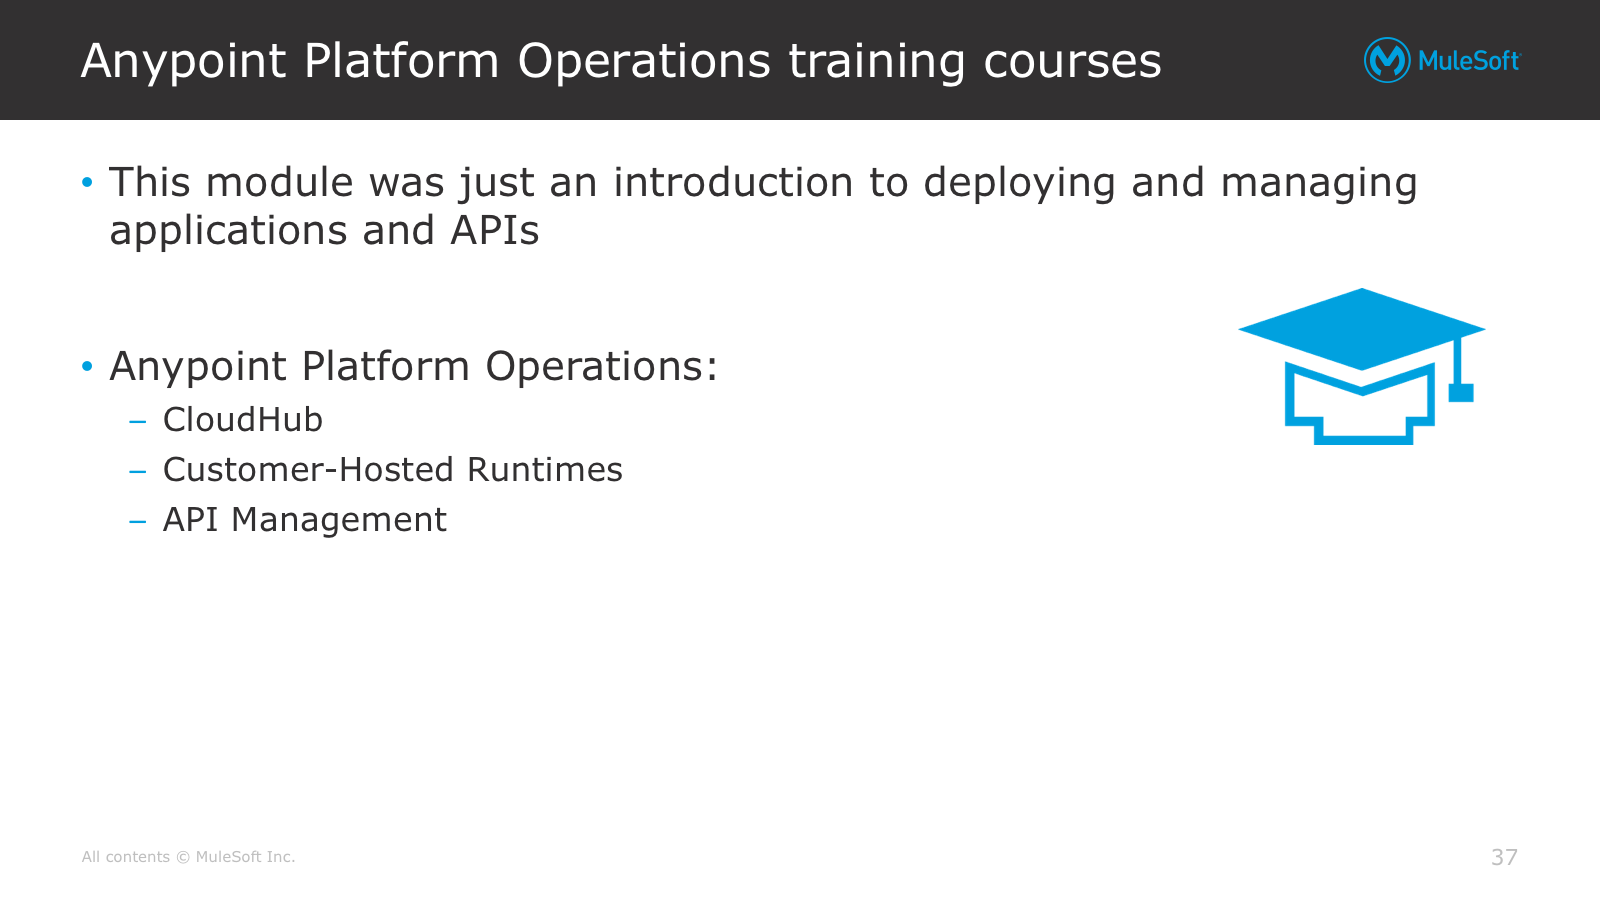 Anypoint Platform Operations training courses
MuleSoft
• This module was just an introduction to deploying and managing
applications and APIs
• Anypoint Platform Operations:
– CloudHub
– Customer-Hosted Runtimes
– API Management
All contents © MuleSoft Inc.
37